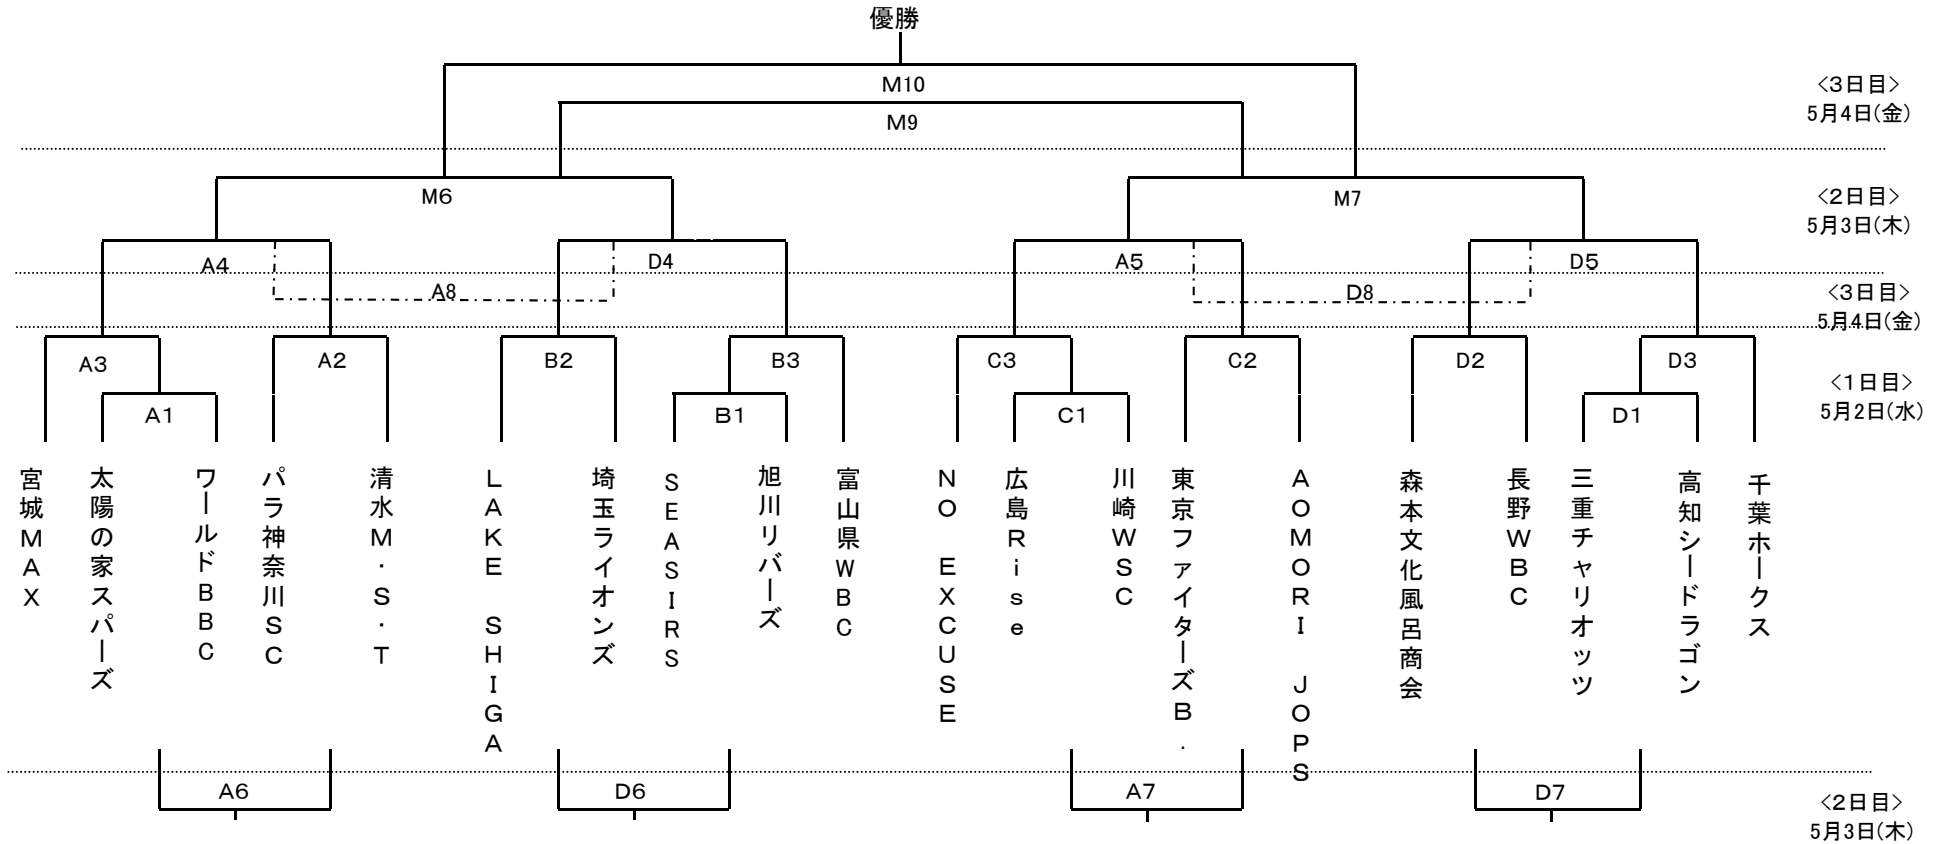 優勝
M10
<3日目>
5月4日(金)
M9
M6
M7
<2日目>
5月3日(木)
A4
D4
A5
D5
A8
D8
<3日目>
5月4日(金)
A3
A2
B2
B3
C3
C2
D2
D3
<1日目>
5月2日(水)
A1
B1
C1
D1
宮城MAX
太陽の家スパーズ
ワールドBBC
パラ神奈川SC
清水M・S・T
LAKE SHIGA
埼玉ライオンズ
SEASIRS
旭川リバーズ
富山県WBC
NO EXCUSE
広島Rise
川崎WSC
東京ファイターズB.
AOMORI JOPS
森本文化風呂商会
長野WBC
三重チャリオッツ
高知シードラゴン
千葉ホークス
A6
D6
A7
D7
<2日目>
5月3日(木)